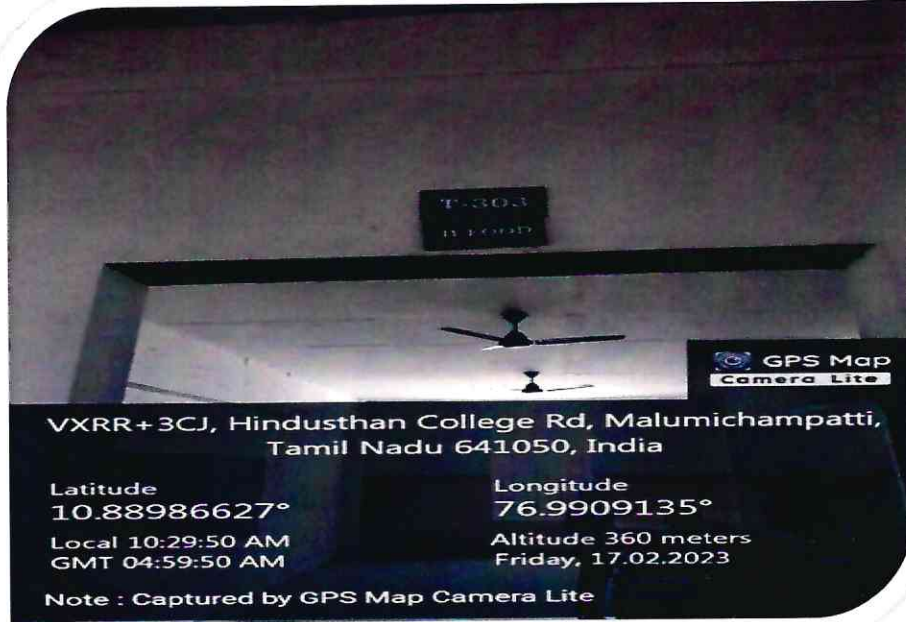 T-303
GPS Map
Camera Lite
VXRR+3CJ, Hindusthan College Rd, Malumichampatti,
Tamil Nadu 641050, India
Latitude
10.88986627°
Longitude
76.9909135°
Local 10:29:50 AM
GMT 04:59:50 AM
Altitude 360 meters
Friday, 17.02.2023
Note : Captured by GPS Map Camera Lite